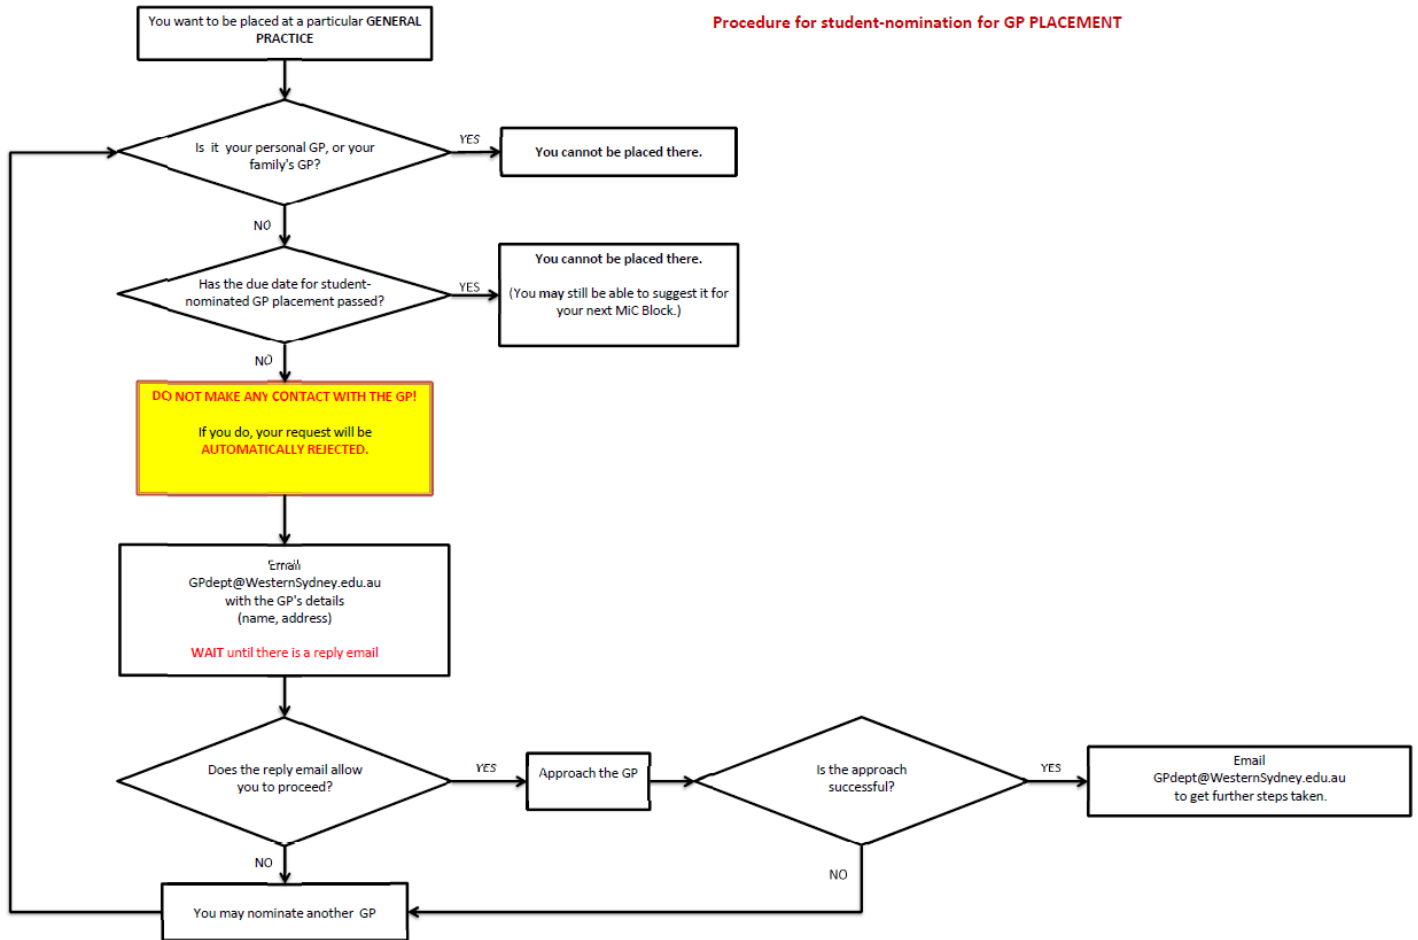 Procedure for student-nomination for GP PLACEMENT
You want to be placed at a particular GENERAL
PRACTICE
Is it your personal GP, or your
family's GP?
YES
You cannot be placed there.
NO
Has the due date for student-
nominated GP placement passed?
YES
You cannot be placed there.
(You may still be able to suggest it for
your next MiC Block.)
NO
DO NOT MAKE ANY CONTACT WITH THE GP!
If you do, your request will be
AUTOMATICALLY REJECTED.
Email
GPdept@WesternSydney.edu.au
with the GP's details
(name, address)
WAIT until there is a reply email
Does the reply email allow
you to proceed?
YES
Approach the GP
Is the approach
successful?
YES
Email
GPdept@WesternSydney.edu.au
to get further steps taken.
NO
NO
You may nominate another GP